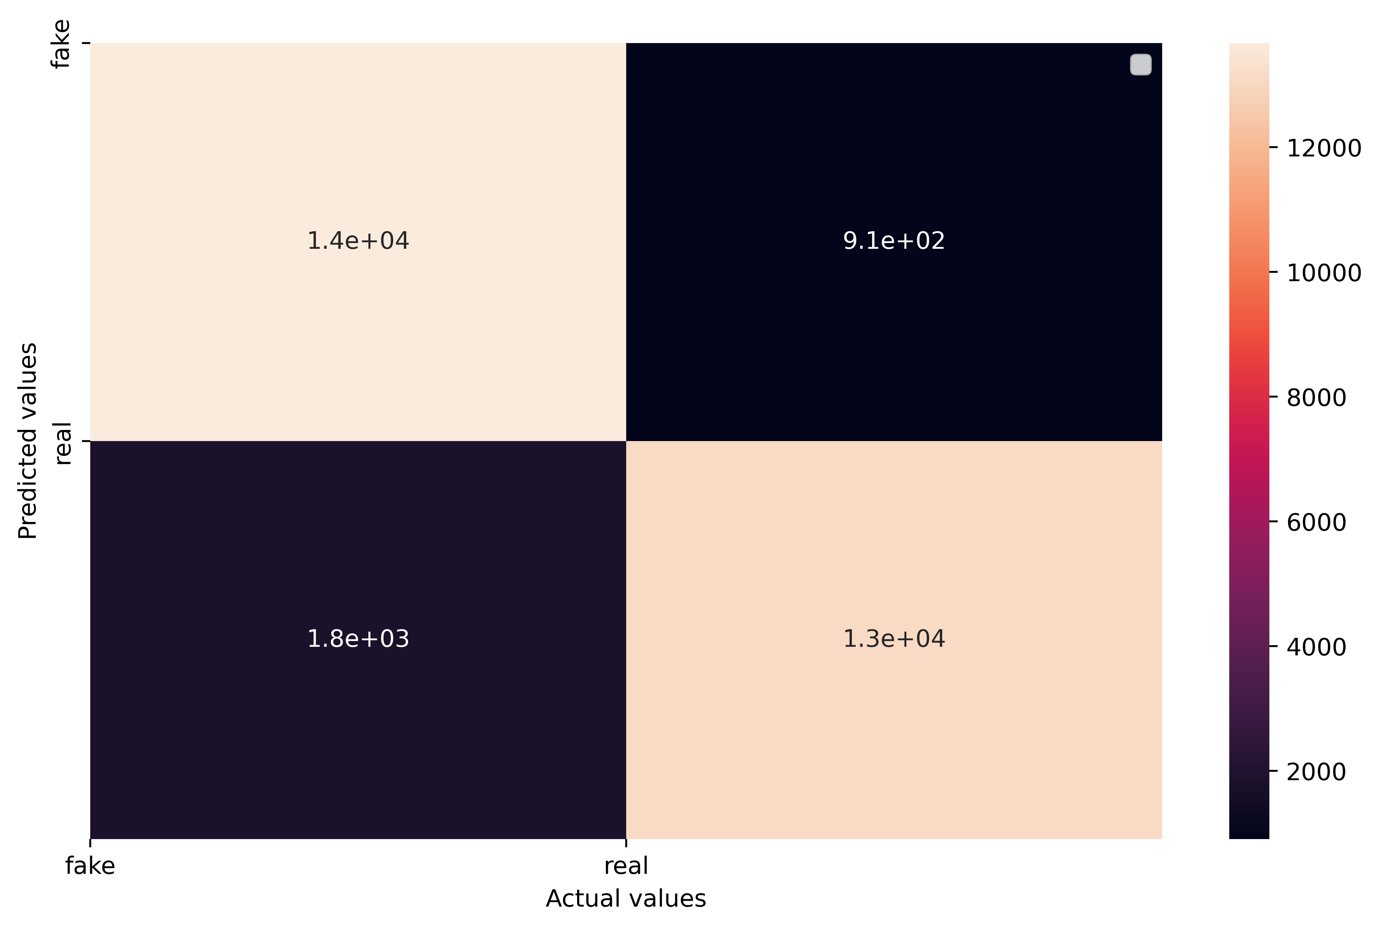 fake
1.4e+04
9.1e+02
12000
10000
8000
6000
4000
2000
Predicted values
real
1.8e+03
1.3e+04
fake
real
Actual values